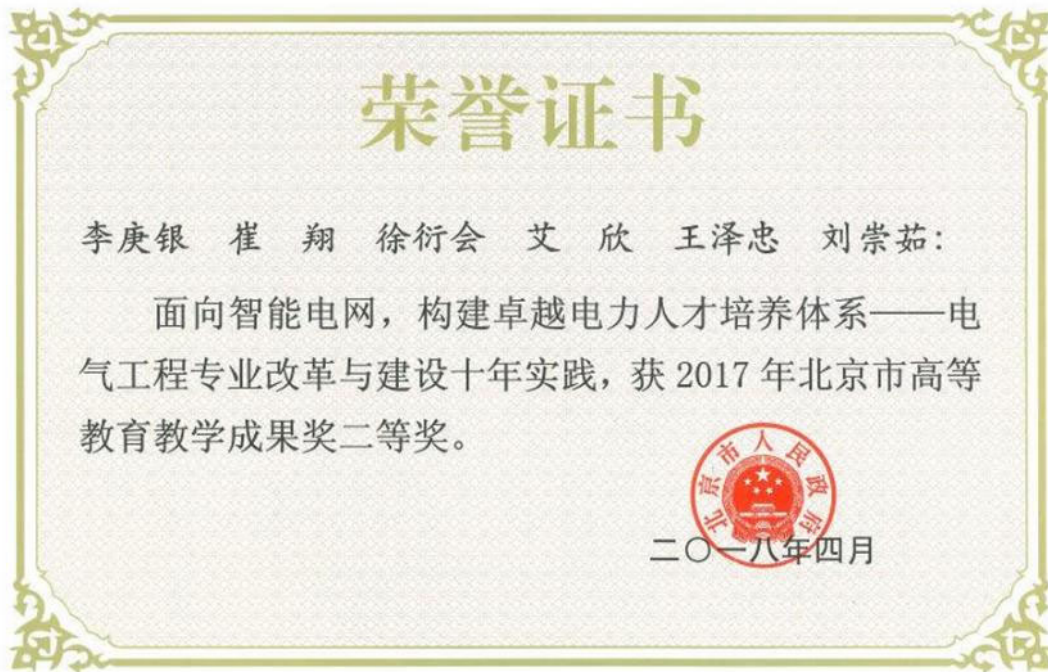 荣誉证书
李庚银 崔 翔 徐衍会 艾 欣 王泽忠 刘崇茹:
面向智能电网，构建卓越电力人才培养体系——电
气工程专业改革与建设十年实践，获 2017 年北京市高等
教育教学成果奖二等奖。
北京市人民政府
二〇一八年四月